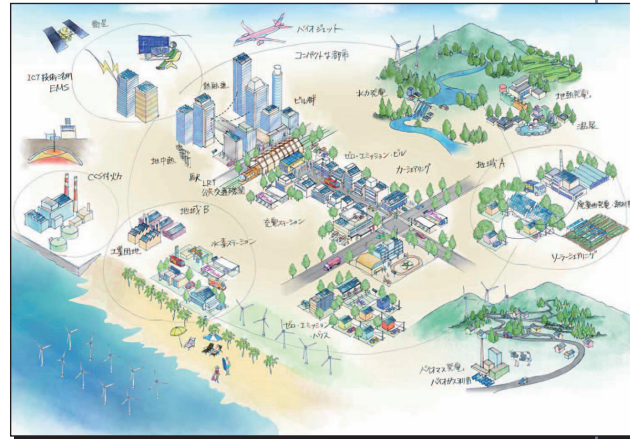 衛星
バイオジェット
ICT技術活用
EMS
コンパクトな都市
ビル群
水力発電
地熱発電
温泉
CCS付火力
地中熱
駅
LRT
公共交通機関
ゼロ・エミッション・ビル
カーシェアリング
地域A
地域B
工業団地
水素ステーション
充電ステーション
ソーラーシェアリング
ゼロ・エミッション
ハウス
バイオマス発電
バイオガス利用